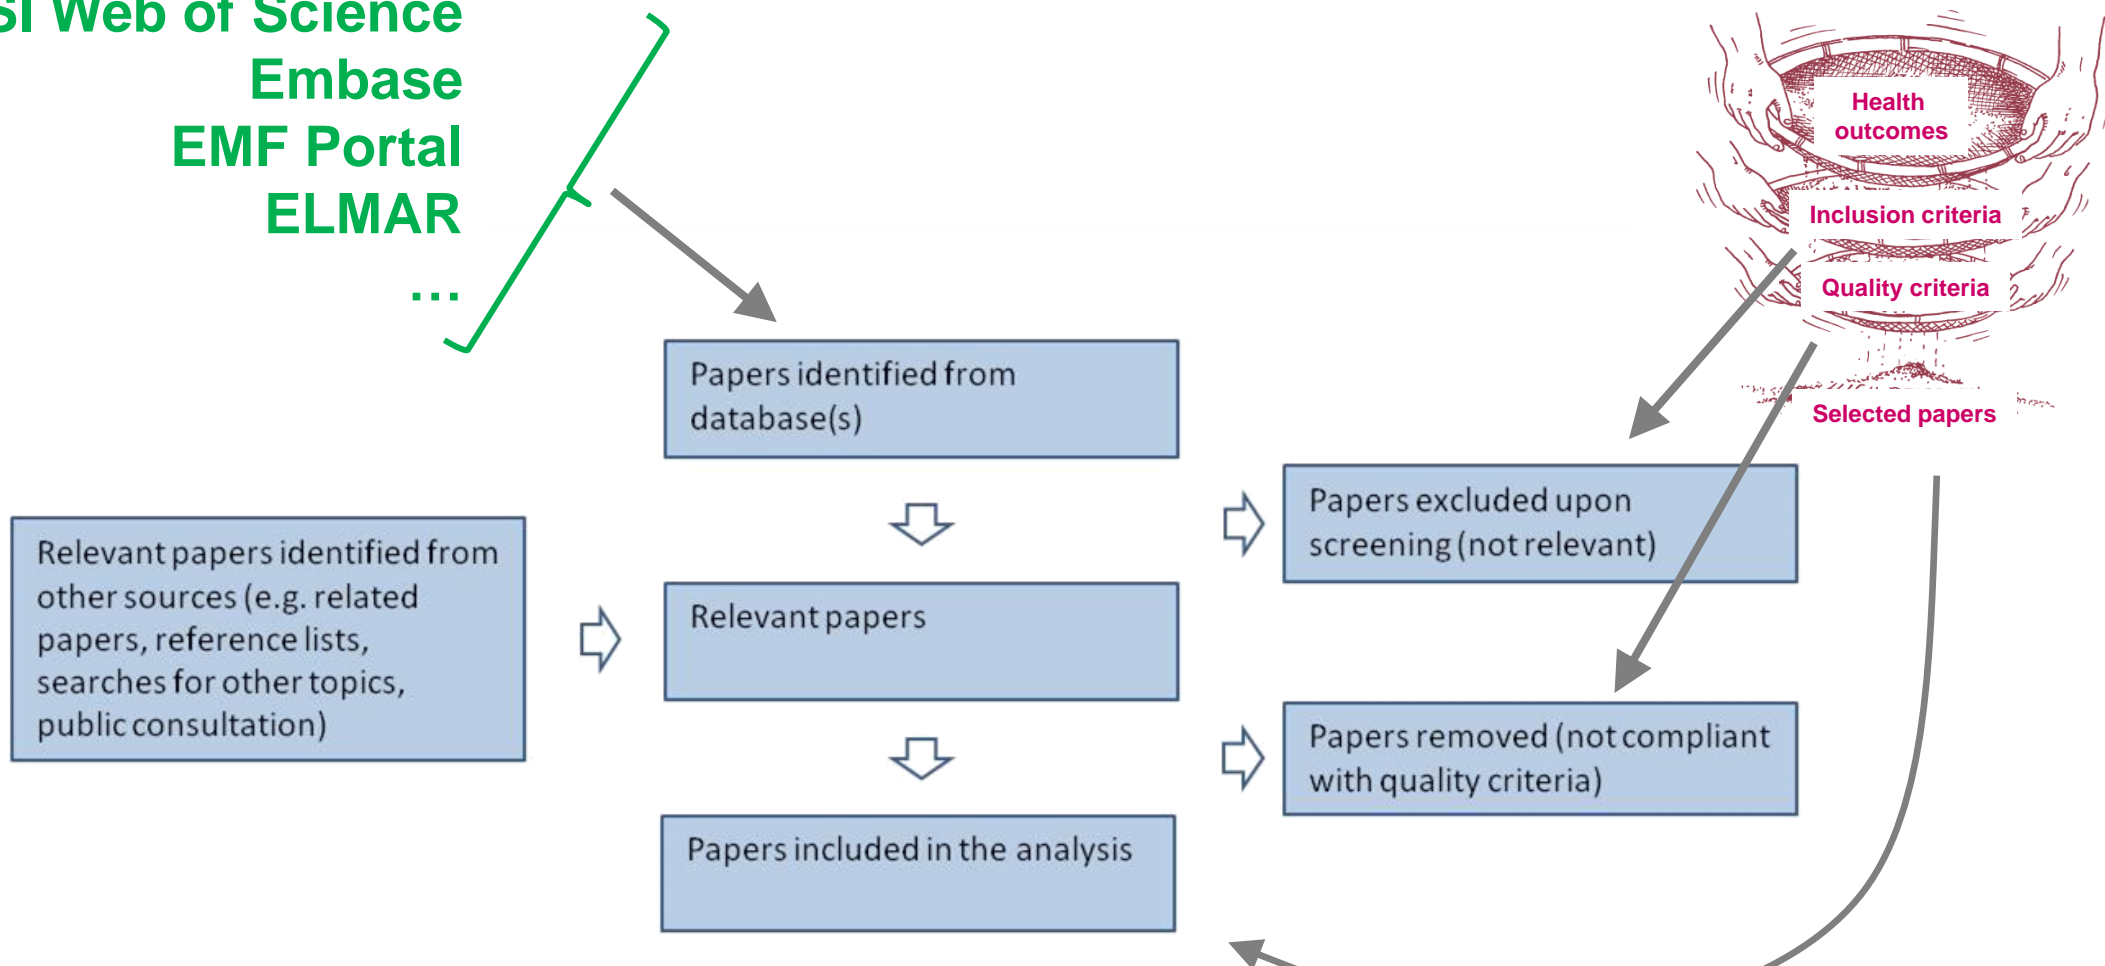 SI Web of Science
Embase
EMF Portal
ELMAR
...
Health
outcomes
Inclusion criteria
Quality criteria
Selected papers
Papers identified from
database(s)
Papers excluded upon
screening (not relevant)
Relevant papers identified from
other sources (e.g. related
papers, reference lists,
searches for other topics,
public consultation)
Relevant papers
Papers removed (not compliant
with quality criteria)
Papers included in the analysis